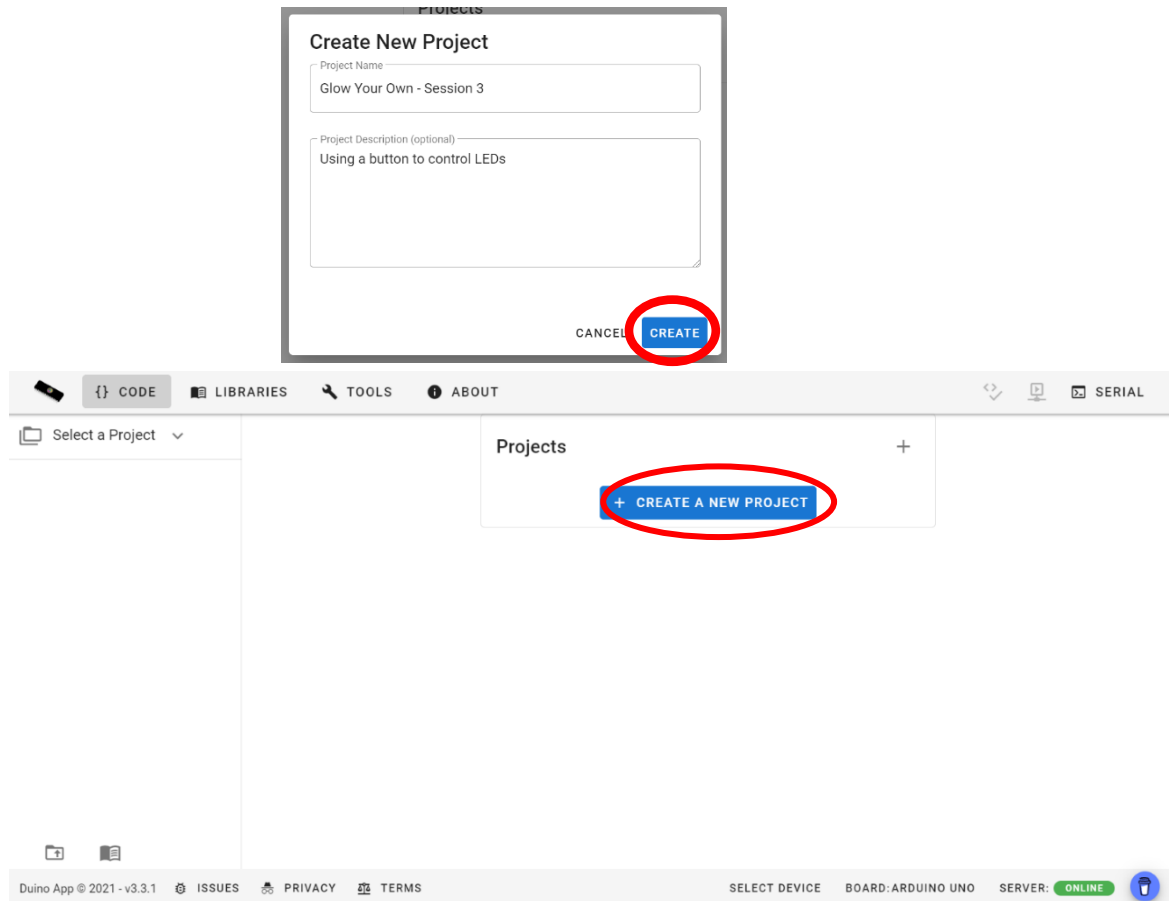 Projects
Create New Project
Project Name
Glow Your Own - Session 3
Project Description (optional)
Using a button to control LEDs
CANCEL CREATE
{} CODE LIBRARIES TOOLS ABOUT SERIAL
Select a Project
Projects +
+ CREATE A NEW PROJECT
Duino App © 2021 - v3.3.1 ISSUES PRIVACY TERMS SELECT DEVICE BOARD:ARDUINO UNO SERVER: ONLINE